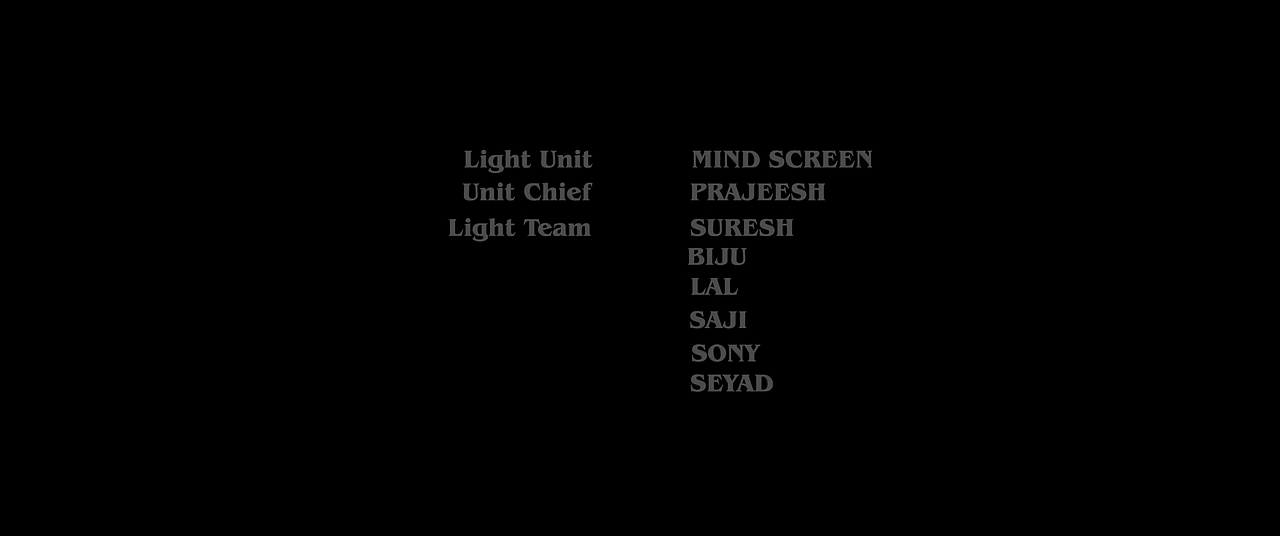 Light Unit MIND SCREEN
Unit Chief PRAJEESH
Light Team SURESH
BIJU
LAL
SAJI
SONY
SEYAD